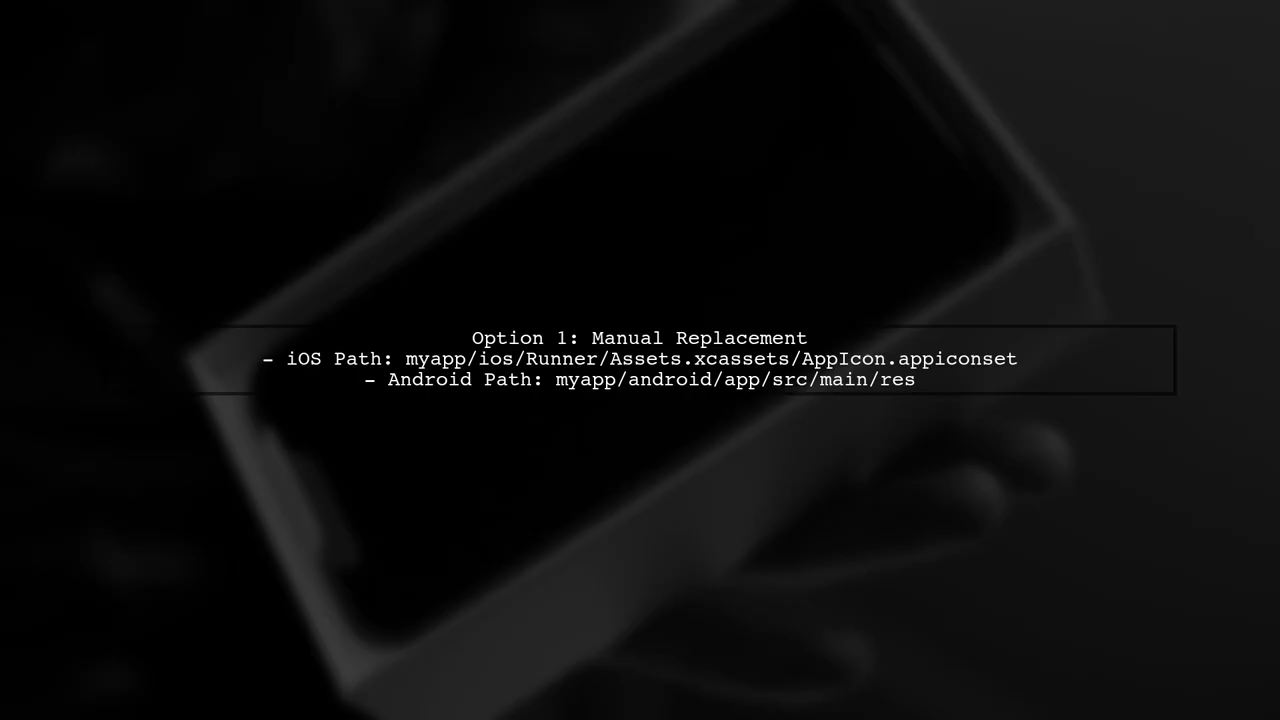 Option 1: Manual Replacement
- iOS Path: myapp/ios/Runner/Assets.xcassets/AppIcon.appiconset
- Android Path: myapp/android/app/src/main/res